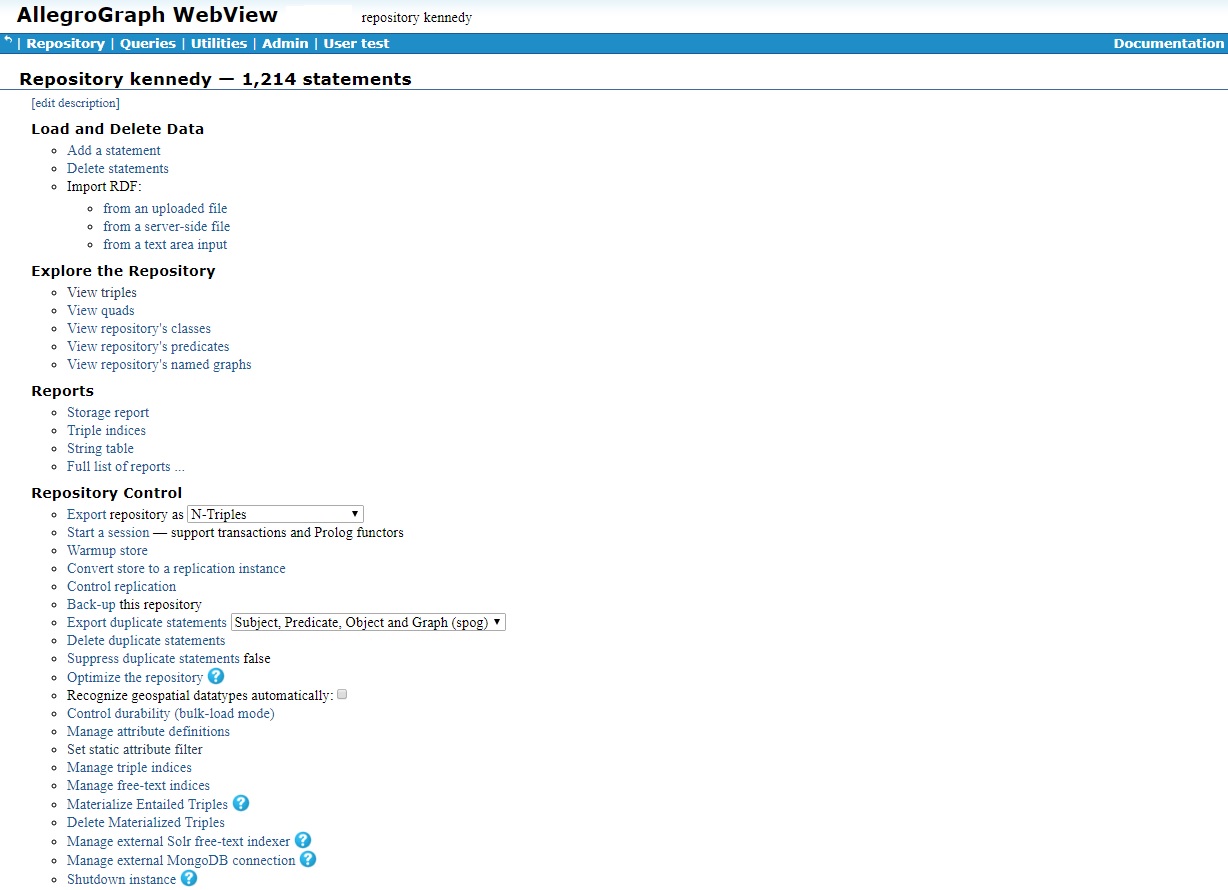 AllegroGraph WebView repository kennedy
| Repository | Queries | Utilities | Admin | User test Documentation
Repository kennedy — 1,214 statements
[edit description]
Load and Delete Data
Add a statement
Delete statements
Import RDF:
from an uploaded file
from a server-side file
from a text area input
Explore the Repository
View triples
View quads
View repository's classes
View repository's predicates
View repository's named graphs
Reports
Storage report
Triple indices
String table
Full list of reports ...
Repository Control
Export repository as N-Triples
Start a session — support transactions and Prolog functors
Warmup store
Convert store to a replication instance
Control replication
Back-up this repository
Export duplicate statements Subject, Predicate, Object and Graph (spog)
Delete duplicate statements
Suppress duplicate statements false
Optimize the repository ?
Recognize geospatial datatypes automatically:
Control durability (bulk-load mode)
Manage attribute definitions
Set static attribute filter
Manage triple indices
Manage free-text indices
Materialize Entailed Triples ?
Delete Materialized Triples
Manage external Solr free-text indexer ?
Manage external MongoDB connection ?
Shutdown instance ?